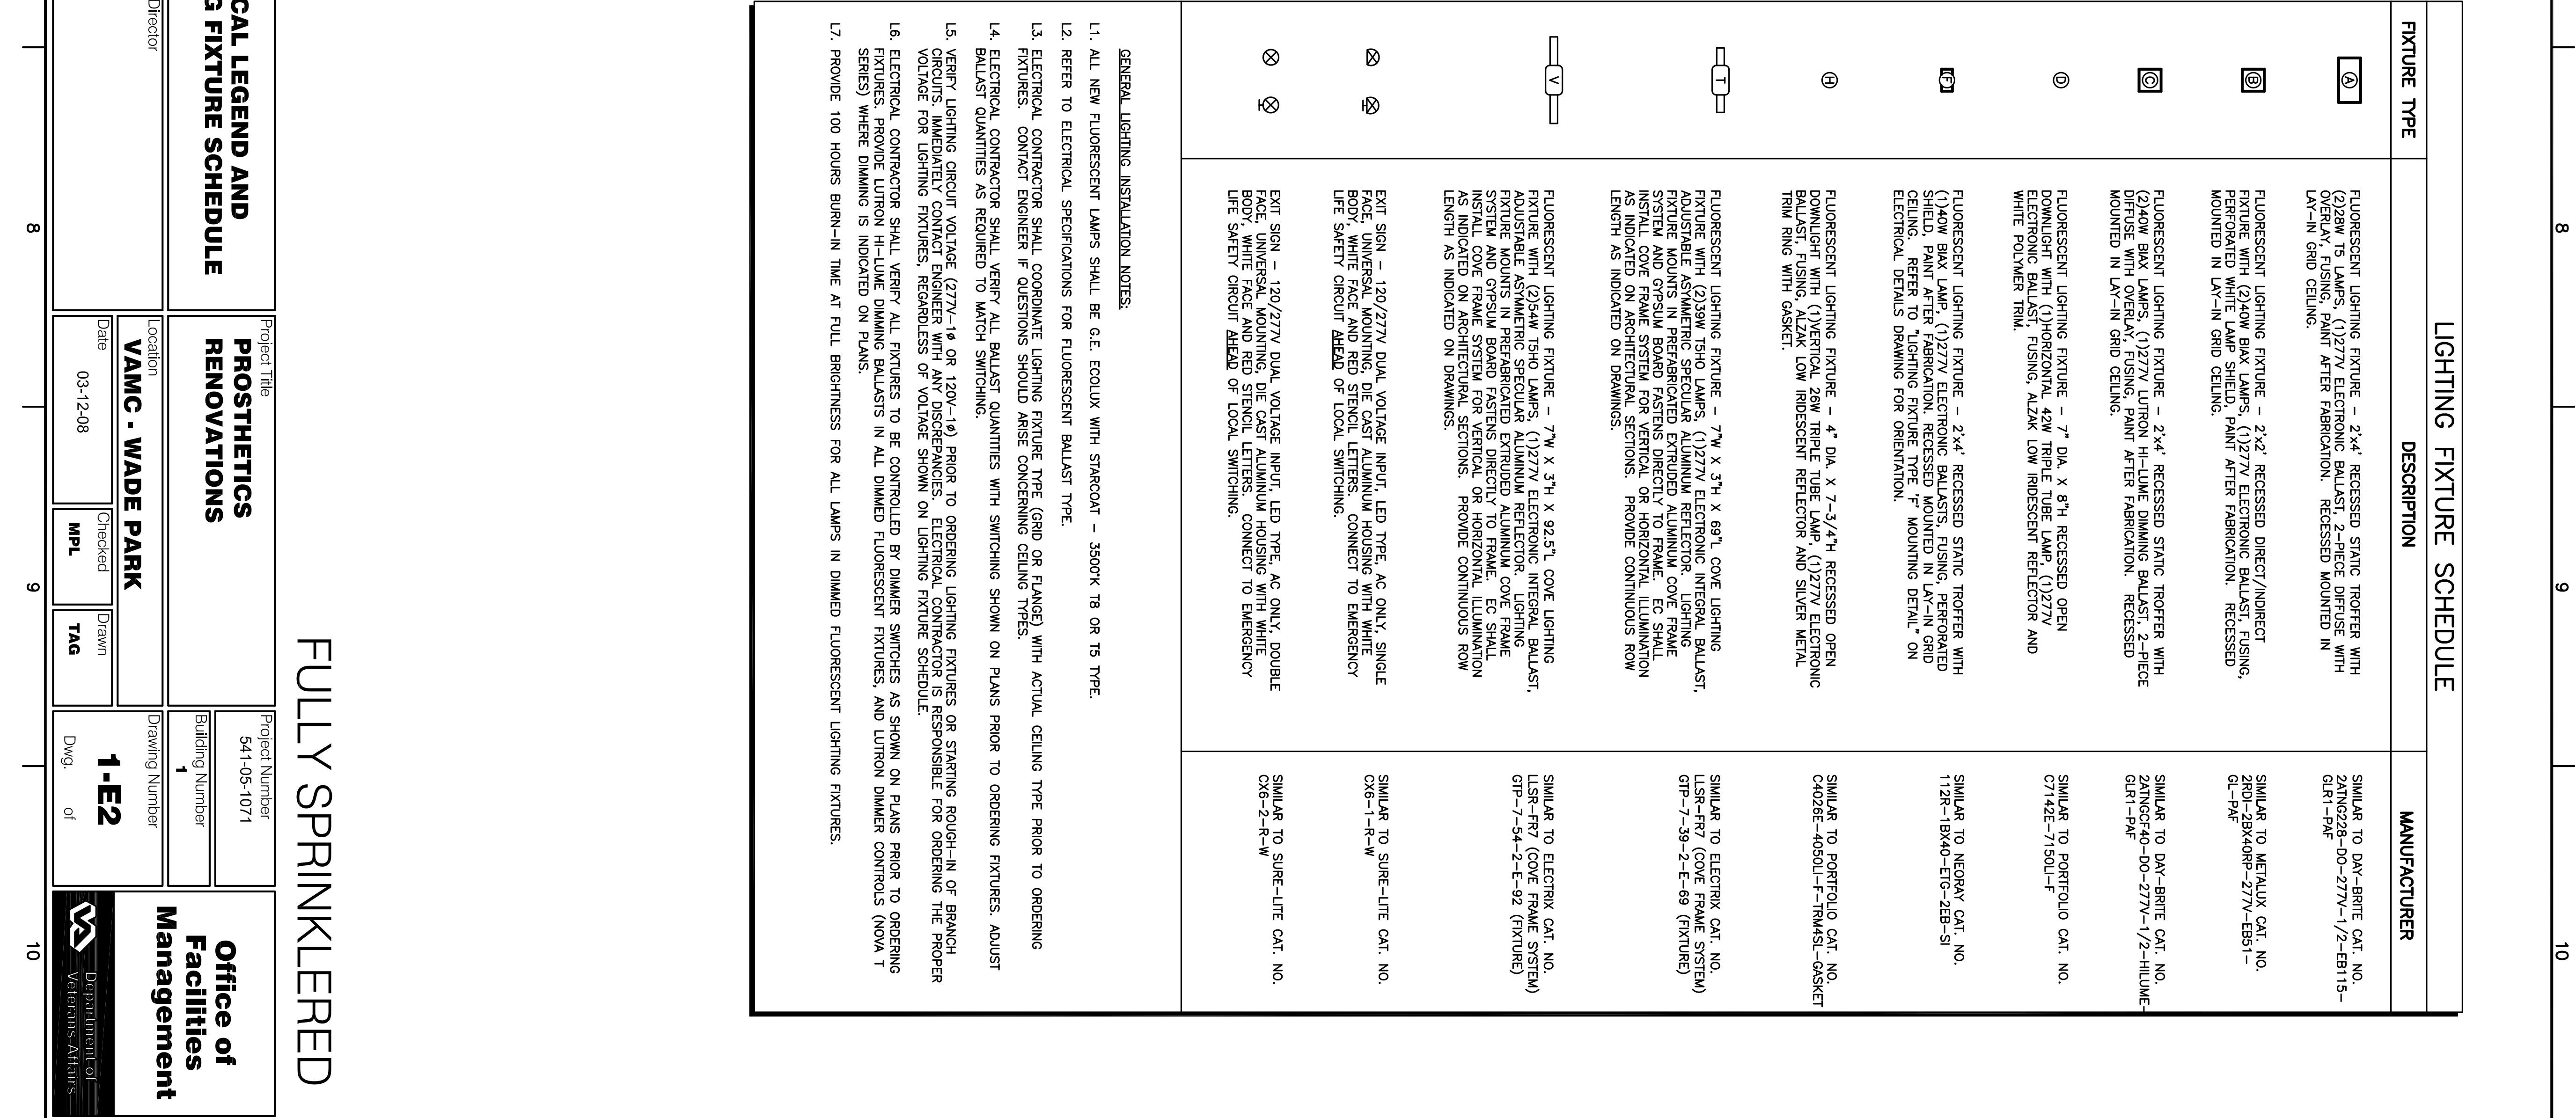 8
9
10
LIGHTING FIXTURE SCHEDULE
FIXTURE TYPE
DESCRIPTION
MANUFACTURER
A
FLUORESCENT LIGHTING FIXTURE – 2'x4' RECESSED STATIC TROFFER WITH
(2)28W T5 LAMPS, (1)277V ELECTRONIC BALLAST, 2–PIECE DIFFUSE WITH
OVERLAY, FUSING, PAINT AFTER FABRICATION. RECESSED MOUNTED IN
LAY–IN GRID CEILING.
SIMILAR TO DAY–BRITE CAT. NO.
2ATNG228–DO–277V–1/2–EB115–
GLR1–PAF
B
FLUORESCENT LIGHTING FIXTURE – 2'x2' RECESSED DIRECT/INDIRECT
FIXTURE WITH (2)40W BIAX LAMPS, (1)277V ELECTRONIC BALLAST, FUSING,
PERFORATED WHITE LAMP SHIELD, PAINT AFTER FABRICATION. RECESSED
MOUNTED IN LAY–IN GRID CEILING.
SIMILAR TO METALUX CAT. NO.
2RDI–2BX40RP–277V–EB51–
GL–PAF
C
FLUORESCENT LIGHTING FIXTURE – 2'x4' RECESSED STATIC TROFFER WITH
(2)40W BIAX LAMPS, (1)277V LUTRON HI–LUME DIMMING BALLAST, 2–PIECE
DIFFUSE WITH OVERLAY, FUSING, PAINT AFTER FABRICATION. RECESSED
MOUNTED IN LAY–IN GRID CEILING.
SIMILAR TO DAY–BRITE CAT. NO.
2ATNGCF40–DO–277V–1/2–HILUME–
GLR1–PAF
D
FLUORESCENT LIGHTING FIXTURE – 7" DIA. X 8"H RECESSED OPEN
DOWNLIGHT WITH (1)HORIZONTAL 42W TRIPLE TUBE LAMP, (1)277V
ELECTRONIC BALLAST, FUSING, ALZAK LOW IRIDESCENT REFLECTOR AND
WHITE POLYMER TRIM.
SIMILAR TO PORTFOLIO CAT. NO.
C7142E–7150LI–F
F
FLUORESCENT LIGHTING FIXTURE – 2'x4' RECESSED STATIC TROFFER WITH
(1)40W BIAX LAMP, (1)277V ELECTRONIC BALLASTS, FUSING, PERFORATED
SHIELD, PAINT AFTER FABRICATION. RECESSED MOUNTED IN LAY–IN GRID
CEILING. REFER TO "LIGHTING FIXTURE TYPE 'F' MOUNTING DETAIL" ON
ELECTRICAL DETAILS DRAWING FOR ORIENTATION.
SIMILAR TO NEORAY CAT. NO.
112R–1BX40–ETG–2EB–SI
H
FLUORESCENT LIGHTING FIXTURE – 4" DIA. X 7–3/4"H RECESSED OPEN
DOWNLIGHT WITH (1)VERTICAL 26W TRIPLE TUBE LAMP, (1)277V ELECTRONIC
BALLAST, FUSING, ALZAK LOW IRIDESCENT REFLECTOR AND SILVER METAL
TRIM RING WITH GASKET.
SIMILAR TO PORTFOLIO CAT. NO.
C4026E–4050LI–F–TRM4SL–GASKET
T
FLUORESCENT LIGHTING FIXTURE – 7"W X 3"H X 69"L COVE LIGHTING
FIXTURE WITH (2)39W T5HO LAMPS, (1)277V ELECTRONIC INTEGRAL BALLAST,
ADJUSTABLE ASYMMETRIC SPECULAR ALUMINUM REFLECTOR. LIGHTING
FIXTURE MOUNTS IN PREFABRICATED EXTRUDED ALUMINUM COVE FRAME
SYSTEM AND GYPSUM BOARD FASTENS DIRECTLY TO FRAME. EC SHALL
INSTALL COVE FRAME SYSTEM FOR VERTICAL OR HORIZONTAL ILLUMINATION
AS INDICATED ON ARCHITECTURAL SECTIONS. PROVIDE CONTINUOUS ROW
LENGTH AS INDICATED ON DRAWINGS.
SIMILAR TO ELECTRIX CAT. NO.
LLSR–FR7 (COVE FRAME SYSTEM)
GTP–7–39–2–E–69 (FIXTURE)
V
FLUORESCENT LIGHTING FIXTURE – 7"W X 3"H X 92.5"L COVE LIGHTING
FIXTURE WITH (2)54W T5HO LAMPS, (1)277V ELECTRONIC INTEGRAL BALLAST,
ADJUSTABLE ASYMMETRIC SPECULAR ALUMINUM REFLECTOR. LIGHTING
FIXTURE MOUNTS IN PREFABRICATED EXTRUDED ALUMINUM COVE FRAME
SYSTEM AND GYPSUM BOARD FASTENS DIRECTLY TO FRAME. EC SHALL
INSTALL COVE FRAME SYSTEM FOR VERTICAL OR HORIZONTAL ILLUMINATION
AS INDICATED ON ARCHITECTURAL SECTIONS. PROVIDE CONTINUOUS ROW
LENGTH AS INDICATED ON DRAWINGS.
SIMILAR TO ELECTRIX CAT. NO.
LLSR–FR7 (COVE FRAME SYSTEM)
GTP–7–54–2–E–92 (FIXTURE)
EXIT SIGN – 120/277V DUAL VOLTAGE INPUT, LED TYPE, AC ONLY, SINGLE
FACE, UNIVERSAL MOUNTING, DIE CAST ALUMINUM HOUSING WITH WHITE
BODY, WHITE FACE AND RED STENCIL LETTERS. CONNECT TO EMERGENCY
LIFE SAFETY CIRCUIT AHEAD OF LOCAL SWITCHING.
SIMILAR TO SURE–LITE CAT. NO.
CX6–1–R–W
EXIT SIGN – 120/277V DUAL VOLTAGE INPUT, LED TYPE, AC ONLY, DOUBLE
FACE, UNIVERSAL MOUNTING, DIE CAST ALUMINUM HOUSING WITH WHITE
BODY, WHITE FACE AND RED STENCIL LETTERS. CONNECT TO EMERGENCY
LIFE SAFETY CIRCUIT AHEAD OF LOCAL SWITCHING.
SIMILAR TO SURE–LITE CAT. NO.
CX6–2–R–W
GENERAL LIGHTING INSTALLATION NOTES:
L1. ALL NEW FLUORESCENT LAMPS SHALL BE G.E. ECOLUX WITH STARCOAT – 3500°K T8 OR T5 TYPE.
L2. REFER TO ELECTRICAL SPECIFICATIONS FOR FLUORESCENT BALLAST TYPE.
L3. ELECTRICAL CONTRACTOR SHALL COORDINATE LIGHTING FIXTURE TYPE (GRID OR FLANGE), WITH ACTUAL CEILING TYPE PRIOR TO ORDERING
FIXTURES. CONTACT ENGINEER IF QUESTIONS SHOULD ARISE CONCERNING CEILING TYPES.
L4. ELECTRICAL CONTRACTOR SHALL VERIFY ALL BALLAST QUANTITIES WITH SWITCHING SHOWN ON PLANS PRIOR TO ORDERING FIXTURES. ADJUST
BALLAST QUANTITIES AS REQUIRED TO MATCH SWITCHING.
L5. VERIFY LIGHTING CIRCUIT VOLTAGE (277V–1Ø OR 120V–1Ø) PRIOR TO ORDERING LIGHTING FIXTURES OR STARTING ROUGH–IN OF BRANCH
CIRCUITS. IMMEDIATELY CONTACT ENGINEER WITH ANY DISCREPANCIES. ELECTRICAL CONTRACTOR IS RESPONSIBLE FOR ORDERING THE PROPER
VOLTAGE FOR LIGHTING FIXTURES, REGARDLESS OF VOLTAGE SHOWN ON LIGHTING FIXTURE SCHEDULE.
L6. ELECTRICAL CONTRACTOR SHALL VERIFY ALL FIXTURES TO BE CONTROLLED BY DIMMER SWITCHES AS SHOWN ON PLANS PRIOR TO ORDERING
FIXTURES. PROVIDE LUTRON HI–LUME DIMMING BALLASTS IN ALL DIMMED FLUORESCENT FIXTURES, AND LUTRON DIMMER CONTROLS (NOVA T
SERIES) WHERE DIMMING IS INDICATED ON PLANS.
L7. PROVIDE 100 HOURS BURN–IN TIME AT FULL BRIGHTNESS FOR ALL LAMPS IN DIMMED FLUORESCENT LIGHTING FIXTURES.
FULLY SPRINKLERED
CAL LEGEND AND
G FIXTURE SCHEDULE
Director
Project Title
PROSTHETICS
RENOVATIONS
Location
VAMC - WADE PARK
Date
03-12-08
Checked
MPL
Drawn
TAG
Project Number
541-05-1071
Building Number
1
Drawing Number
1-E2
Dwg. of
Office of
Facilities
Management
Department of
Veterans Affairs
8
9
10